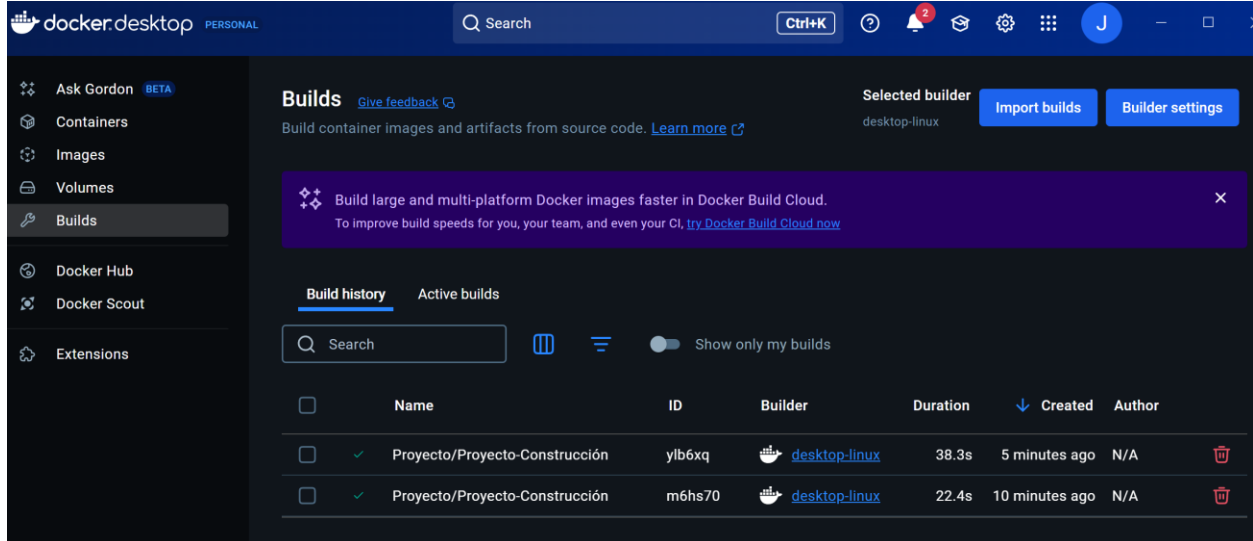 docker.desktop PERSONAL
Search
Ctrl+K
2
J
Ask Gordon BETA
Containers
Images
Volumes
Builds
Docker Hub
Docker Scout
Extensions
Builds Give feedback
Build container images and artifacts from source code. Learn more
Selected builder
desktop-linux
Import builds
Builder settings
Build large and multi-platform Docker images faster in Docker Build Cloud.
To improve build speeds for you, your team, and even your CI, try Docker Build Cloud now
Build history Active builds
Search
Show only my builds
Name ID Builder Duration Created Author
Proyecto/Proyecto-Construcción ylb6xq desktop-linux 38.3s 5 minutes ago N/A
Proyecto/Proyecto-Construcción m6hs70 desktop-linux 22.4s 10 minutes ago N/A